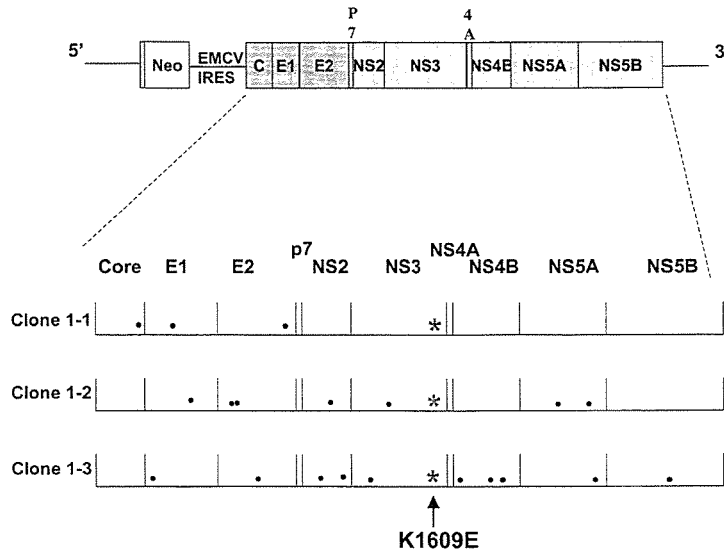 P 4
5' 7 A 3
Neo EMCV IRES C E1 E2 NS2 NS3 NS4B NS5A NS5B
p7 NS4A
Core E1 E2 NS2 NS3 NS4B NS5A NS5B
Clone 1-1 *
Clone 1-2 *
Clone 1-3 *
K1609E